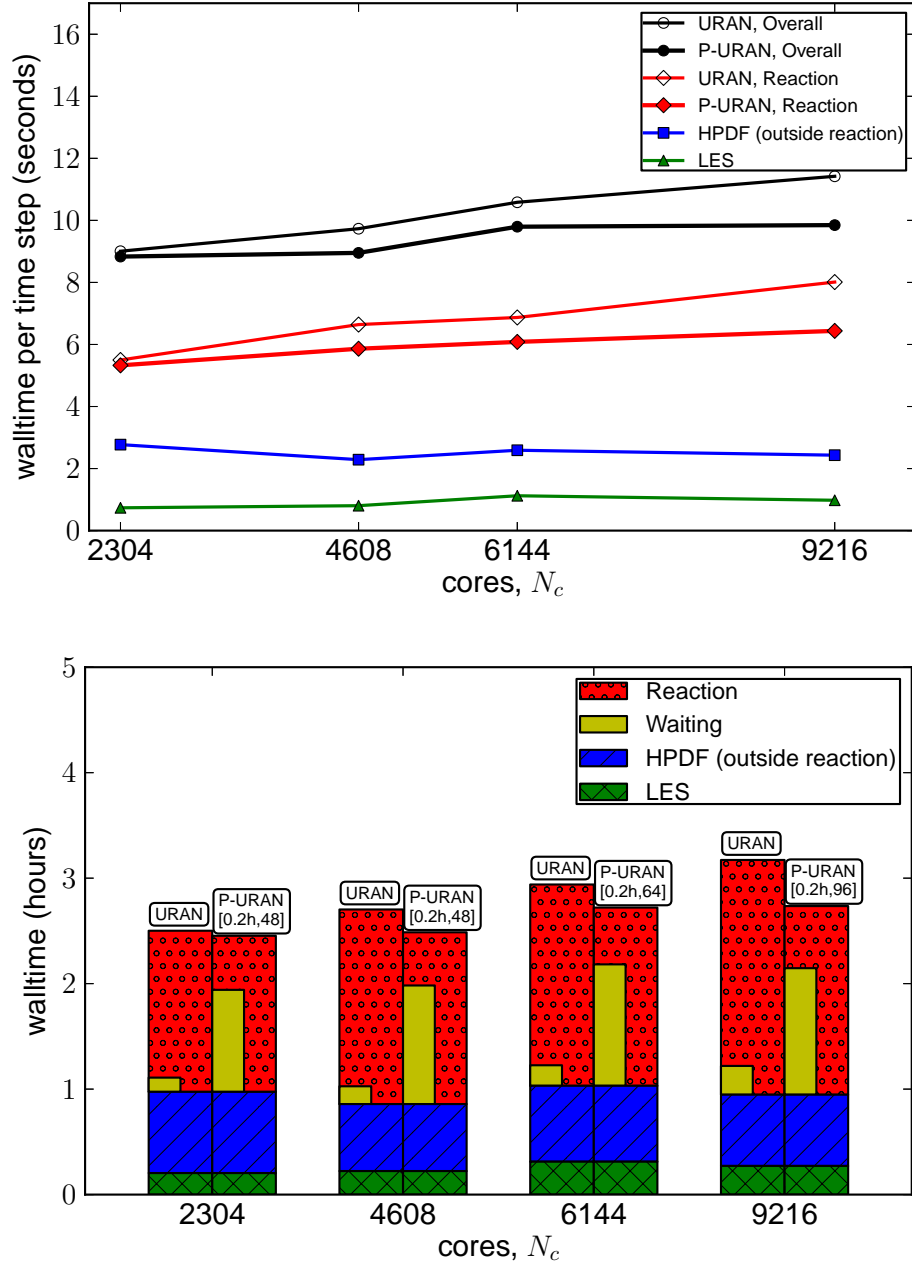 16
14
12
10
8
6
4
2
0
walltime per time step (seconds)
URAN, Overall
P-URAN, Overall
URAN, Reaction
P-URAN, Reaction
HPDF (outside reaction)
LES
2304
4608
6144
9216
cores, N_c
5
4
3
2
1
0
walltime (hours)
Reaction
Waiting
HPDF (outside reaction)
LES
URAN
P-URAN
[0.2h,48]
URAN
P-URAN
[0.2h,48]
URAN
P-URAN
[0.2h,64]
URAN
P-URAN
[0.2h,96]
2304
4608
6144
9216
cores, N_c